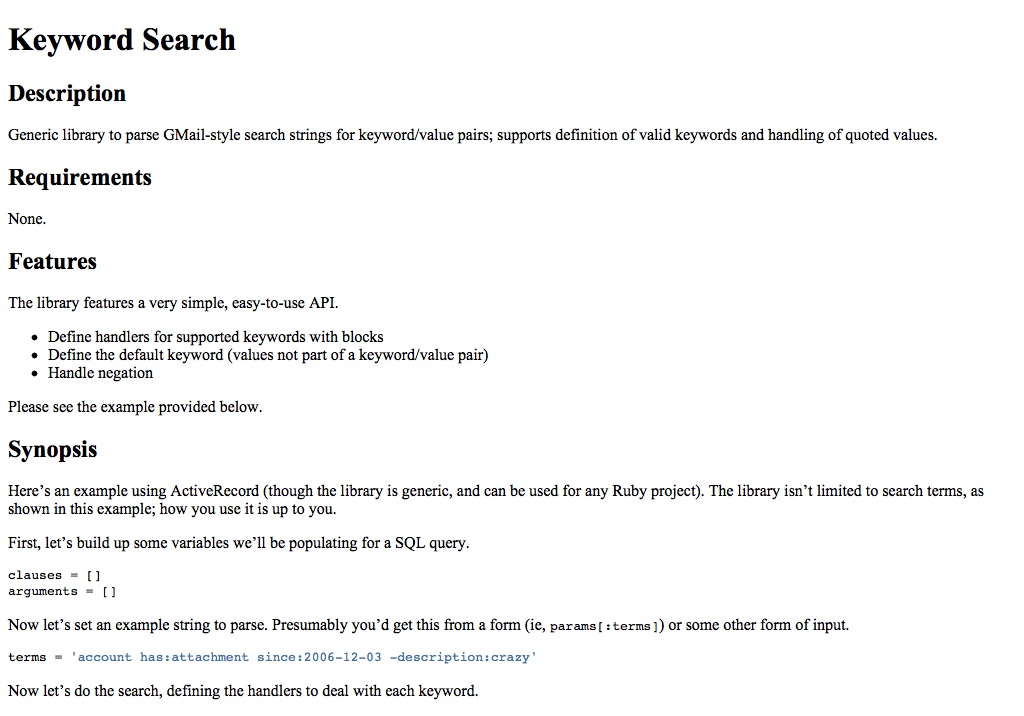 Keyword Search
Description
Generic library to parse GMail-style search strings for keyword/value pairs; supports definition of valid keywords and handling of quoted values.
Requirements
None.
Features
The library features a very simple, easy-to-use API.
• Define handlers for supported keywords with blocks
• Define the default keyword (values not part of a keyword/value pair)
• Handle negation
Please see the example provided below.
Synopsis
Here’s an example using ActiveRecord (though the library is generic, and can be used for any Ruby project). The library isn’t limited to search terms, as
shown in this example; how you use it is up to you.
First, let’s build up some variables we’ll be populating for a SQL query.
clauses = []
arguments = []
Now let’s set an example string to parse. Presumably you’d get this from a form (ie, params[:terms]) or some other form of input.
terms = 'account has:attachment since:2006-12-03 -description:crazy'
Now let’s do the search, defining the handlers to deal with each keyword.